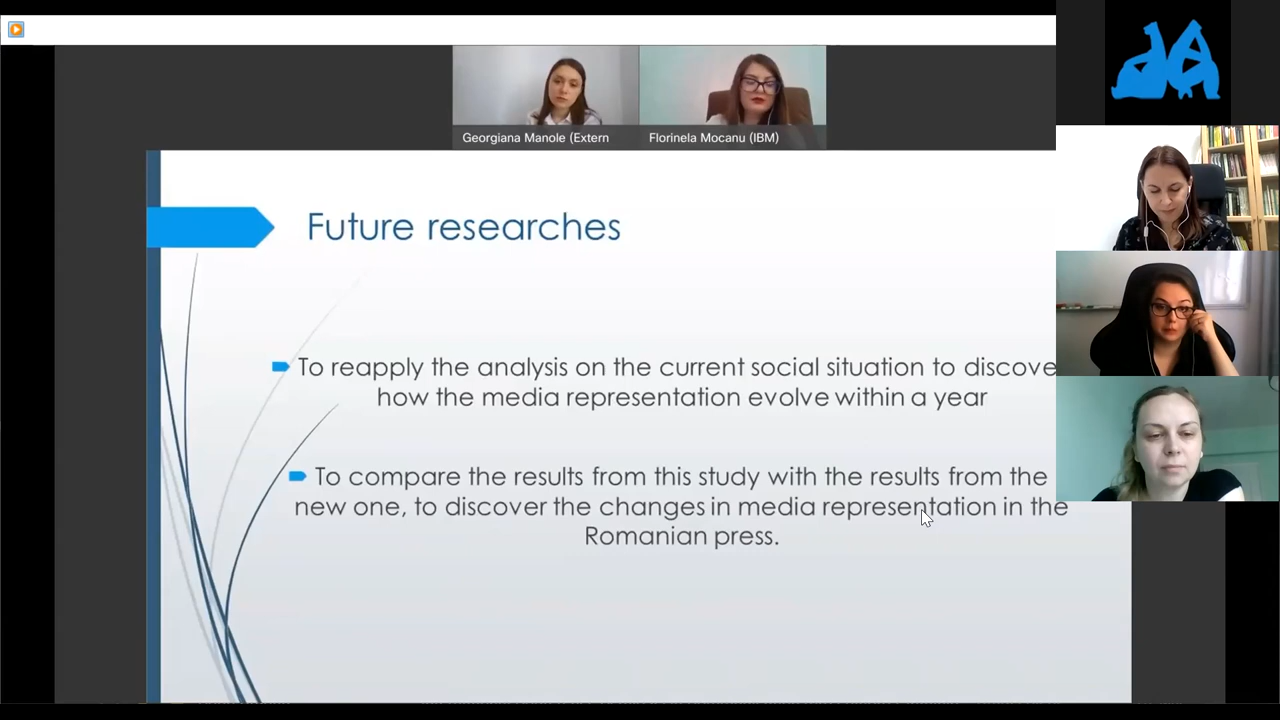 Georgiana Manole (Extern
Florinela Mocanu (IBM)
Future researches
To reapply the analysis on the current social situation to discove
how the media representation evolve within a year
To compare the results from this study with the results from the
new one, to discover the changes in media representation in the
Romanian press.